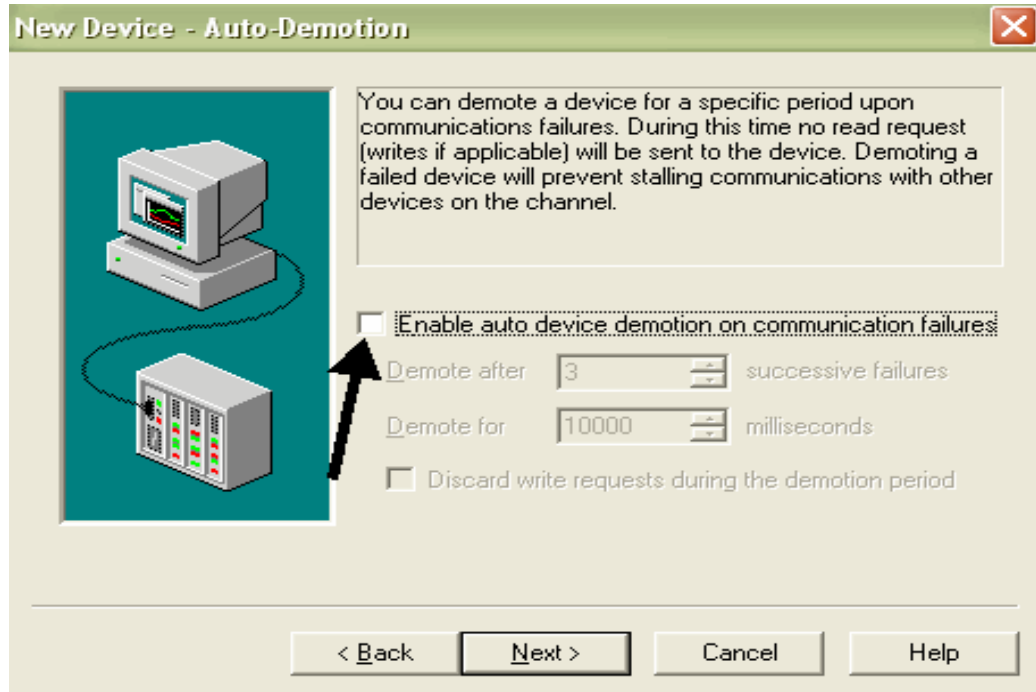 New Device - Auto-Demotion
You can demote a device for a specific period upon
communications failures. During this time no read request
(writes if applicable) will be sent to the device. Demoting a
failed device will prevent stalling communications with other
devices on the channel.
Enable auto device demotion on communication failures
Demote after 3 successive failures
Demote for 10000 milliseconds
Discard write requests during the demotion period
< Back Next > Cancel Help